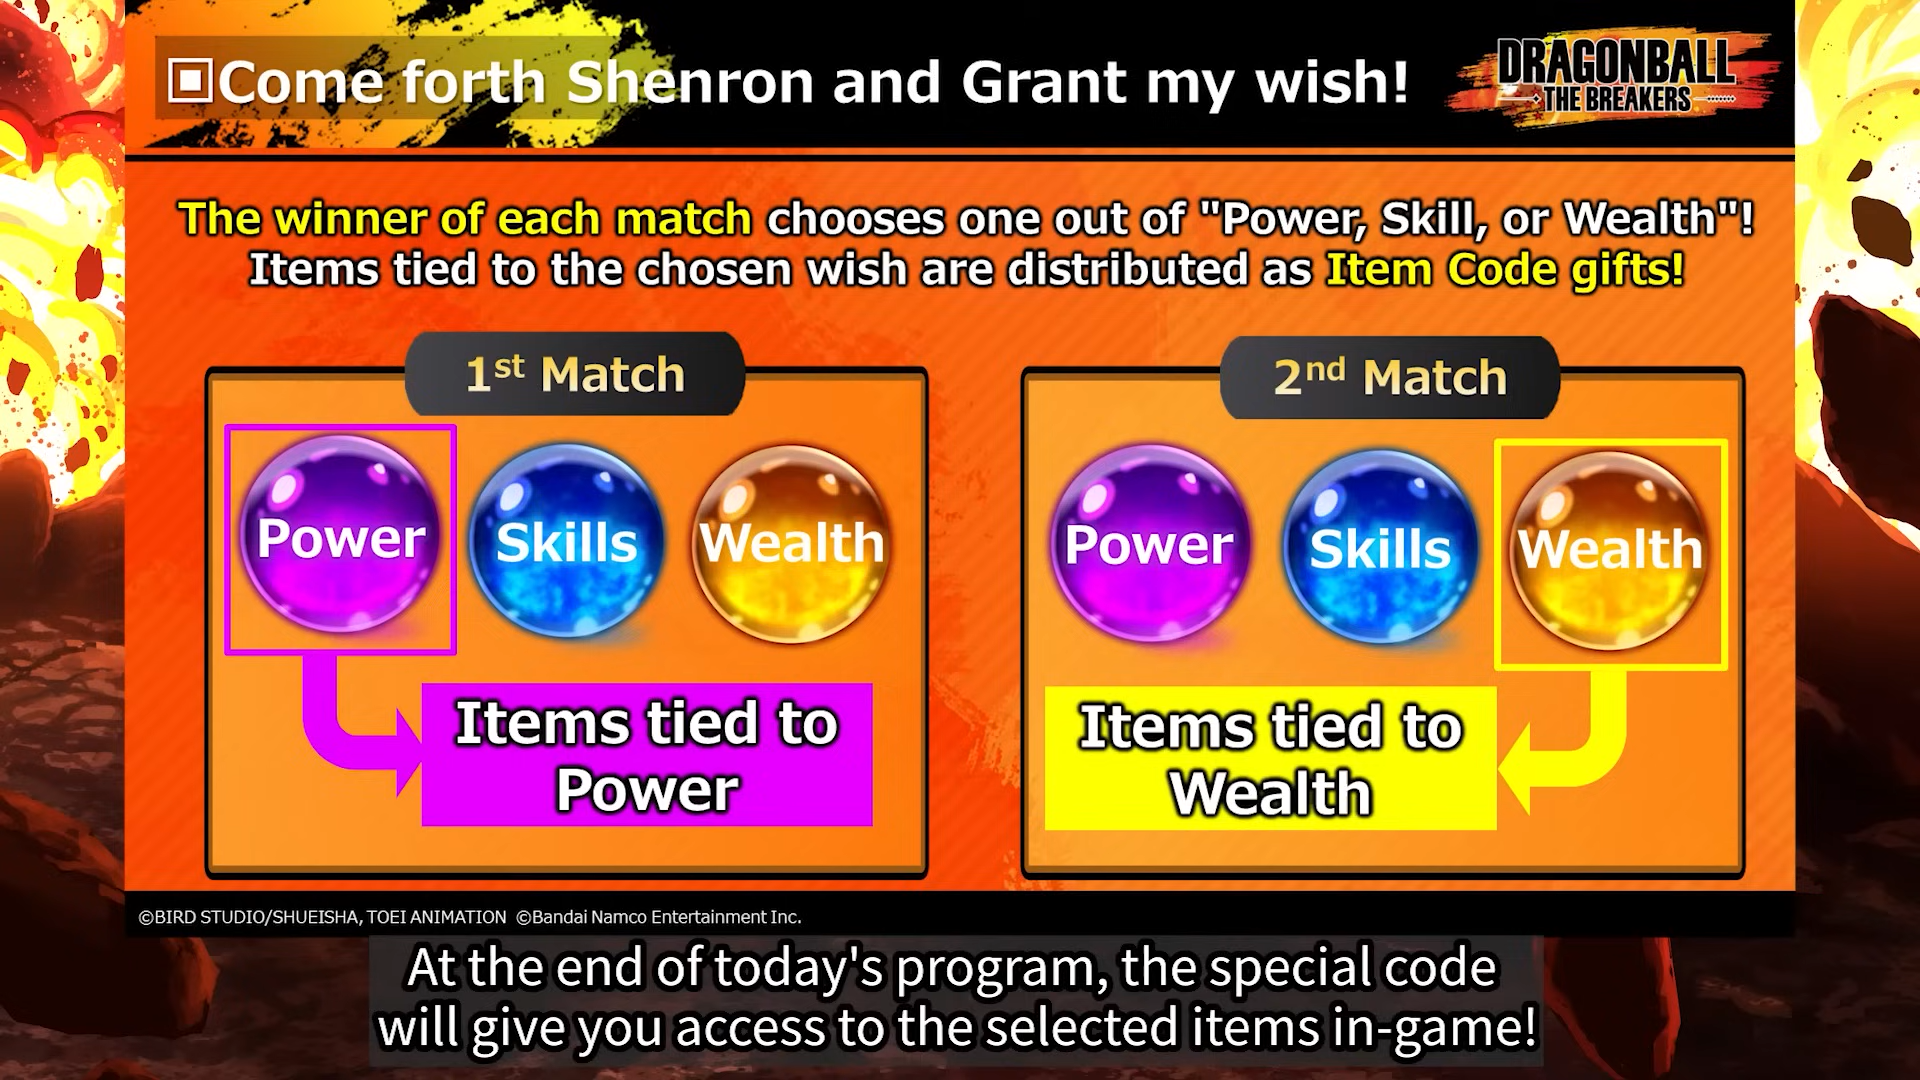 ▣Come forth Shenron and Grant my wish!
DRAGONBALL
THE BREAKERS
The winner of each match chooses one out of "Power, Skill, or Wealth"!
Items tied to the chosen wish are distributed as Item Code gifts!
1st Match
Power
Skills
Wealth
Items tied to
Power
2nd Match
Power
Skills
Wealth
Items tied to
Wealth
©BIRD STUDIO/SHUEISHA, TOEI ANIMATION ©Bandai Namco Entertainment Inc.
At the end of today's program, the special code
will give you access to the selected items in-game!